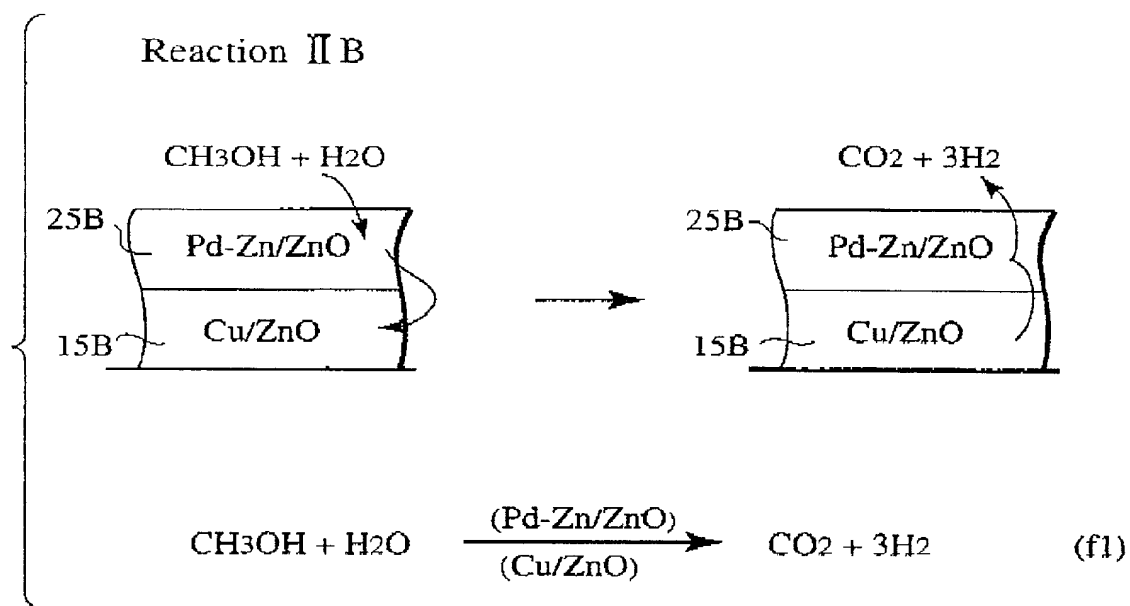 Reaction Ⅱ B
CH3OH + H2O
CO2 + 3H2
25B
Pd-Zn/ZnO
25B
Pd-Zn/ZnO
15B
Cu/ZnO
15B
Cu/ZnO
(Pd-Zn/ZnO)
CH3OH + H2O
CO2 + 3H2
(f1)
(Cu/ZnO)